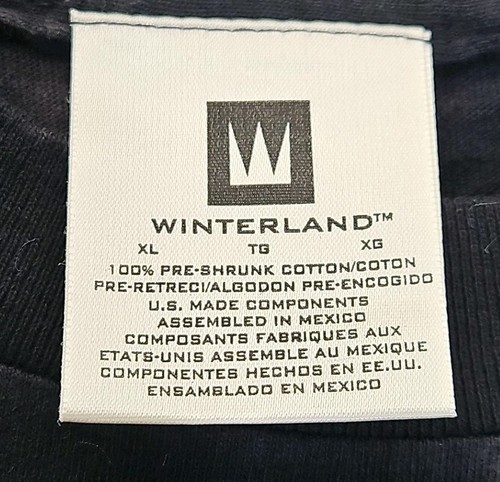 W
WINTERLAND™
XL TG XG
100% PRE-SHRUNK COTTON/COTON
PRE-RETRECI/ALGODON PRE-ENCOGIDO
U.S. MADE COMPONENTS
ASSEMBLED IN MEXICO
COMPOSANTS FABRIQUES AUX
ETATS-UNIS ASSEMBLE AU MEXIQUE
COMPONENTES HECHOS EN EE.UU.
ENSAMBLADO EN MEXICO